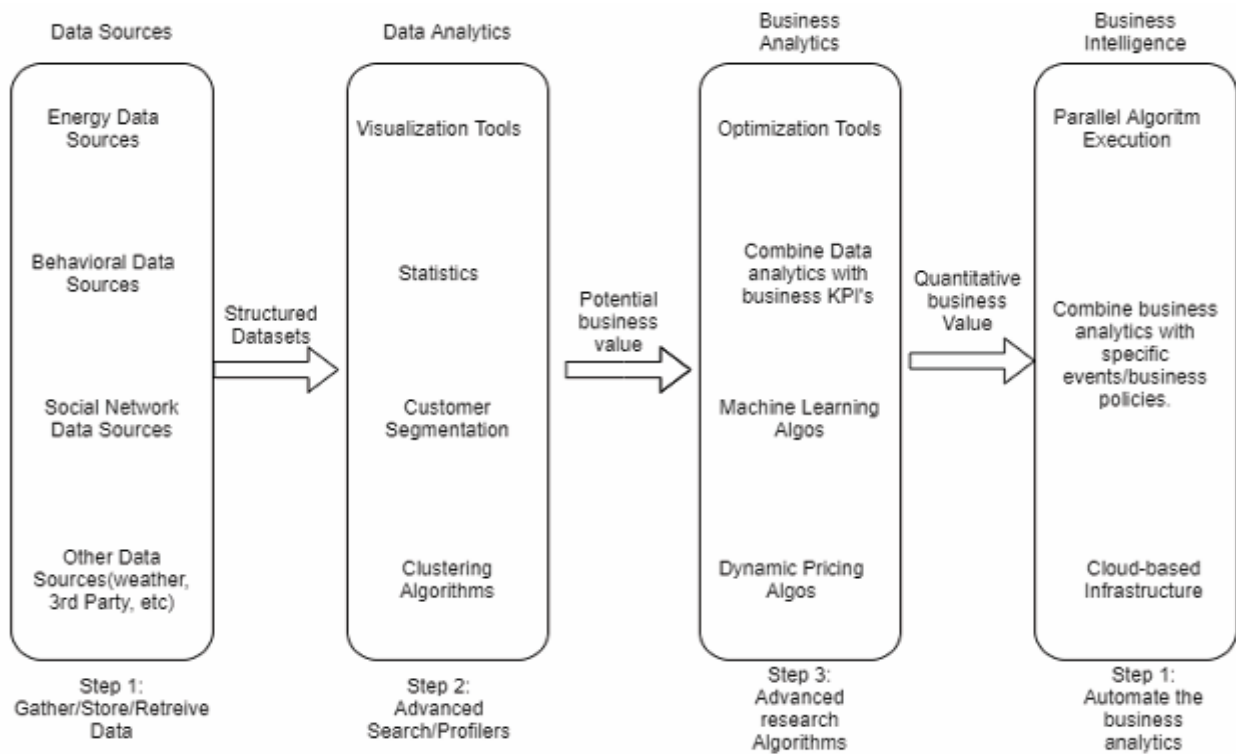 Data Sources
Data Analytics
Business
Analytics
Business
Intelligence
Energy Data
Sources
Behavioral Data
Sources
Social Network
Data Sources
Other Data
Sources(weather,
3rd Party, etc)
Structured
Datasets
Visualization Tools
Statistics
Customer
Segmentation
Clustering
Algorithms
Potential
business
value
Optimization Tools
Combine Data
analytics with
business KPI's
Machine Learning
Algos
Dynamic Pricing
Algos
Quantitative
business
Value
Parallel Algoritm
Execution
Combine business
analytics with
specific
events/business
policies.
Cloud-based
Infrastructure
Step 1:
Gather/Store/Retreive
Data
Step 2:
Advanced
Search/Profilers
Step 3:
Advanced
research
Algorithms
Step 1:
Automate the
business
analytics